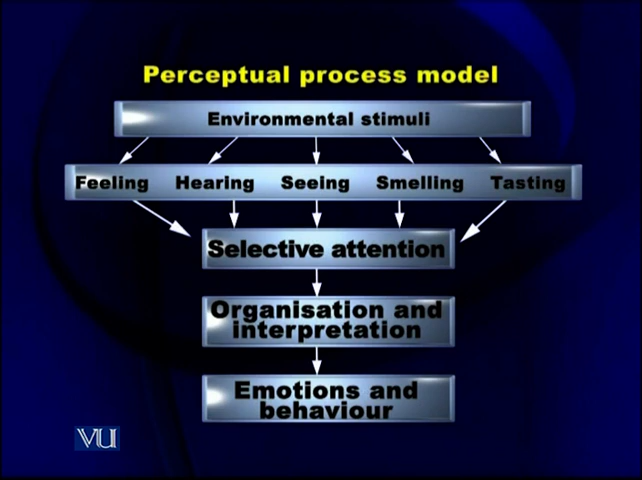 Perceptual process model
Environmental stimuli
Feeling Hearing Seeing Smelling Tasting
Selective attention
Organisation and
interpretation
Emotions and
behaviour
VU